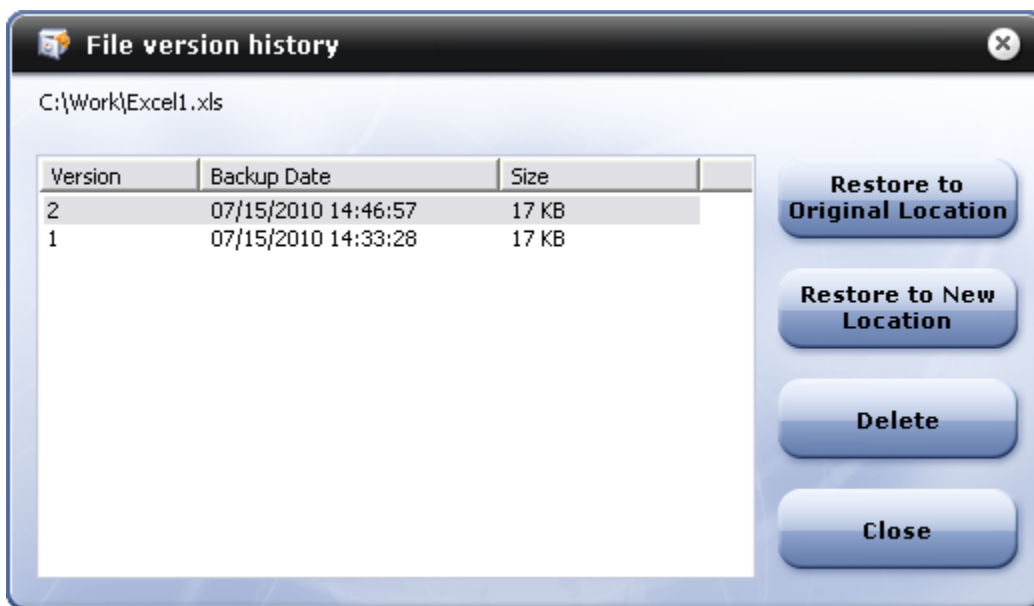 File version history
C:\Work\Excel1.xls
Version Backup Date Size
2 07/15/2010 14:46:57 17 KB
1 07/15/2010 14:33:28 17 KB
Restore to
Original Location
Restore to New
Location
Delete
Close